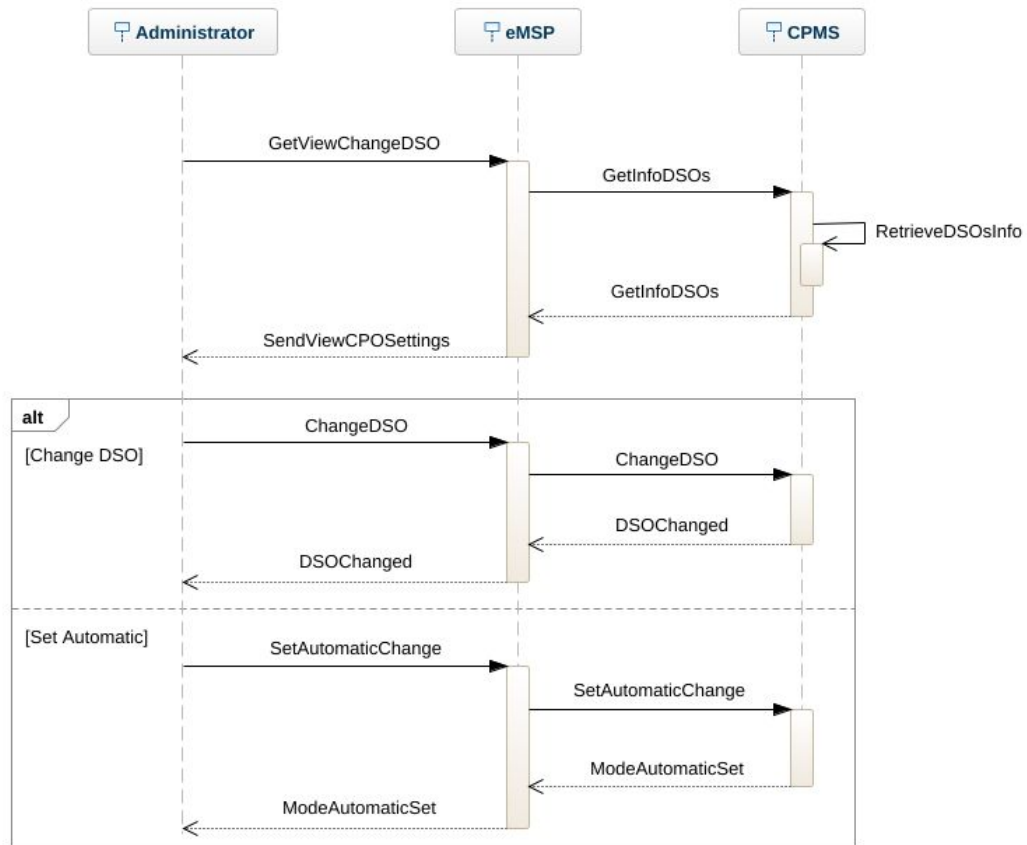 Administrator
eMSP
CPMS
GetViewChangeDSO
GetInfoDSOs
RetrieveDSOsInfo
GetInfoDSOs
SendViewCPOSettings
alt
ChangeDSO
[Change DSO]
ChangeDSO
DSOChanged
DSOChanged
[Set Automatic]
SetAutomaticChange
SetAutomaticChange
ModeAutomaticSet
ModeAutomaticSet